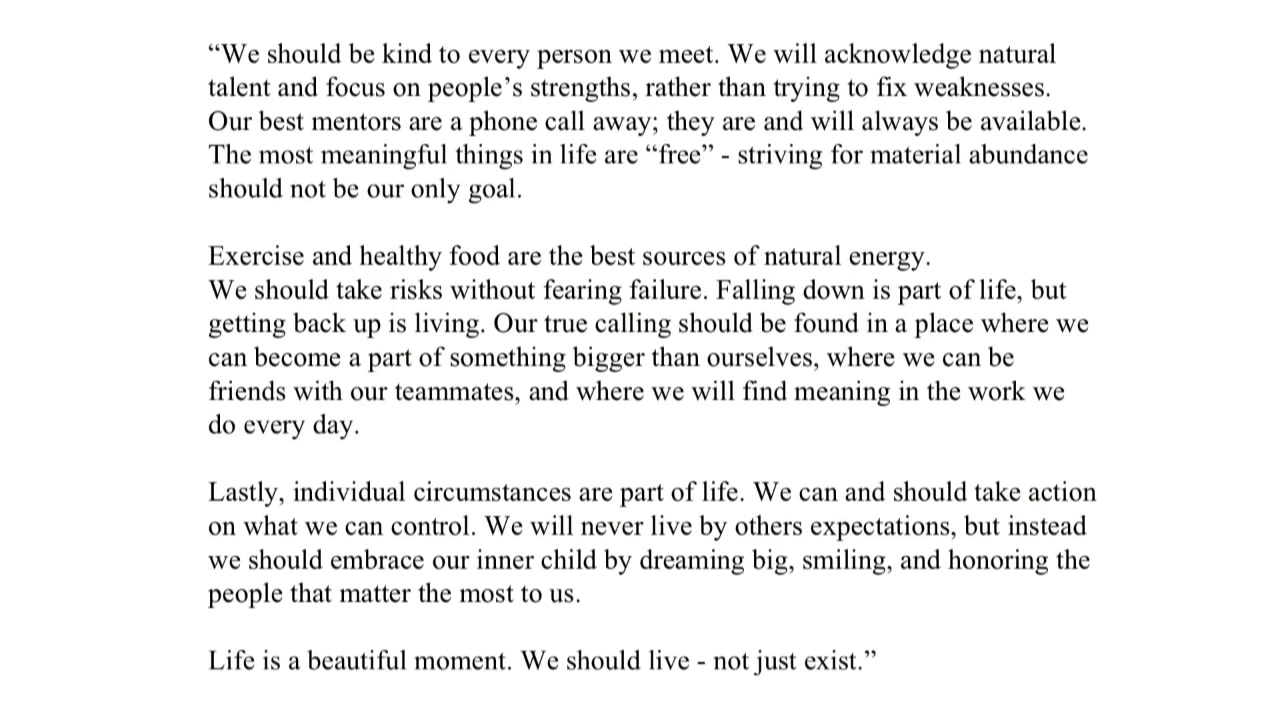 “We should be kind to every person we meet. We will acknowledge natural
talent and focus on people’s strengths, rather than trying to fix weaknesses.
Our best mentors are a phone call away; they are and will always be available.
The most meaningful things in life are “free” - striving for material abundance
should not be our only goal.
Exercise and healthy food are the best sources of natural energy.
We should take risks without fearing failure. Falling down is part of life, but
getting back up is living. Our true calling should be found in a place where we
can become a part of something bigger than ourselves, where we can be
friends with our teammates, and where we will find meaning in the work we
do every day.
Lastly, individual circumstances are part of life. We can and should take action
on what we can control. We will never live by others expectations, but instead
we should embrace our inner child by dreaming big, smiling, and honoring the
people that matter the most to us.
Life is a beautiful moment. We should live - not just exist.”